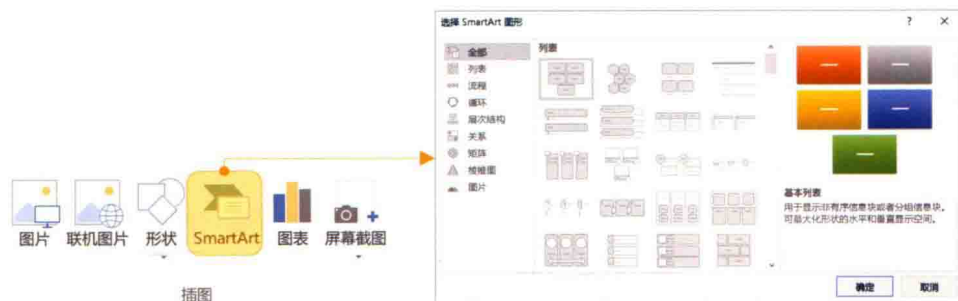 选择 SmartArt 图形
? ×
全部
列表
流程
循环
层次结构
关系
矩阵
棱锥图
图片
列表
基本列表
用于显示非有序信息块或者分组信息块。
可最大化形状的水平和垂直显示空间。
确定
取消
图片
联机图片
形状
SmartArt
图表
屏幕截图
插图